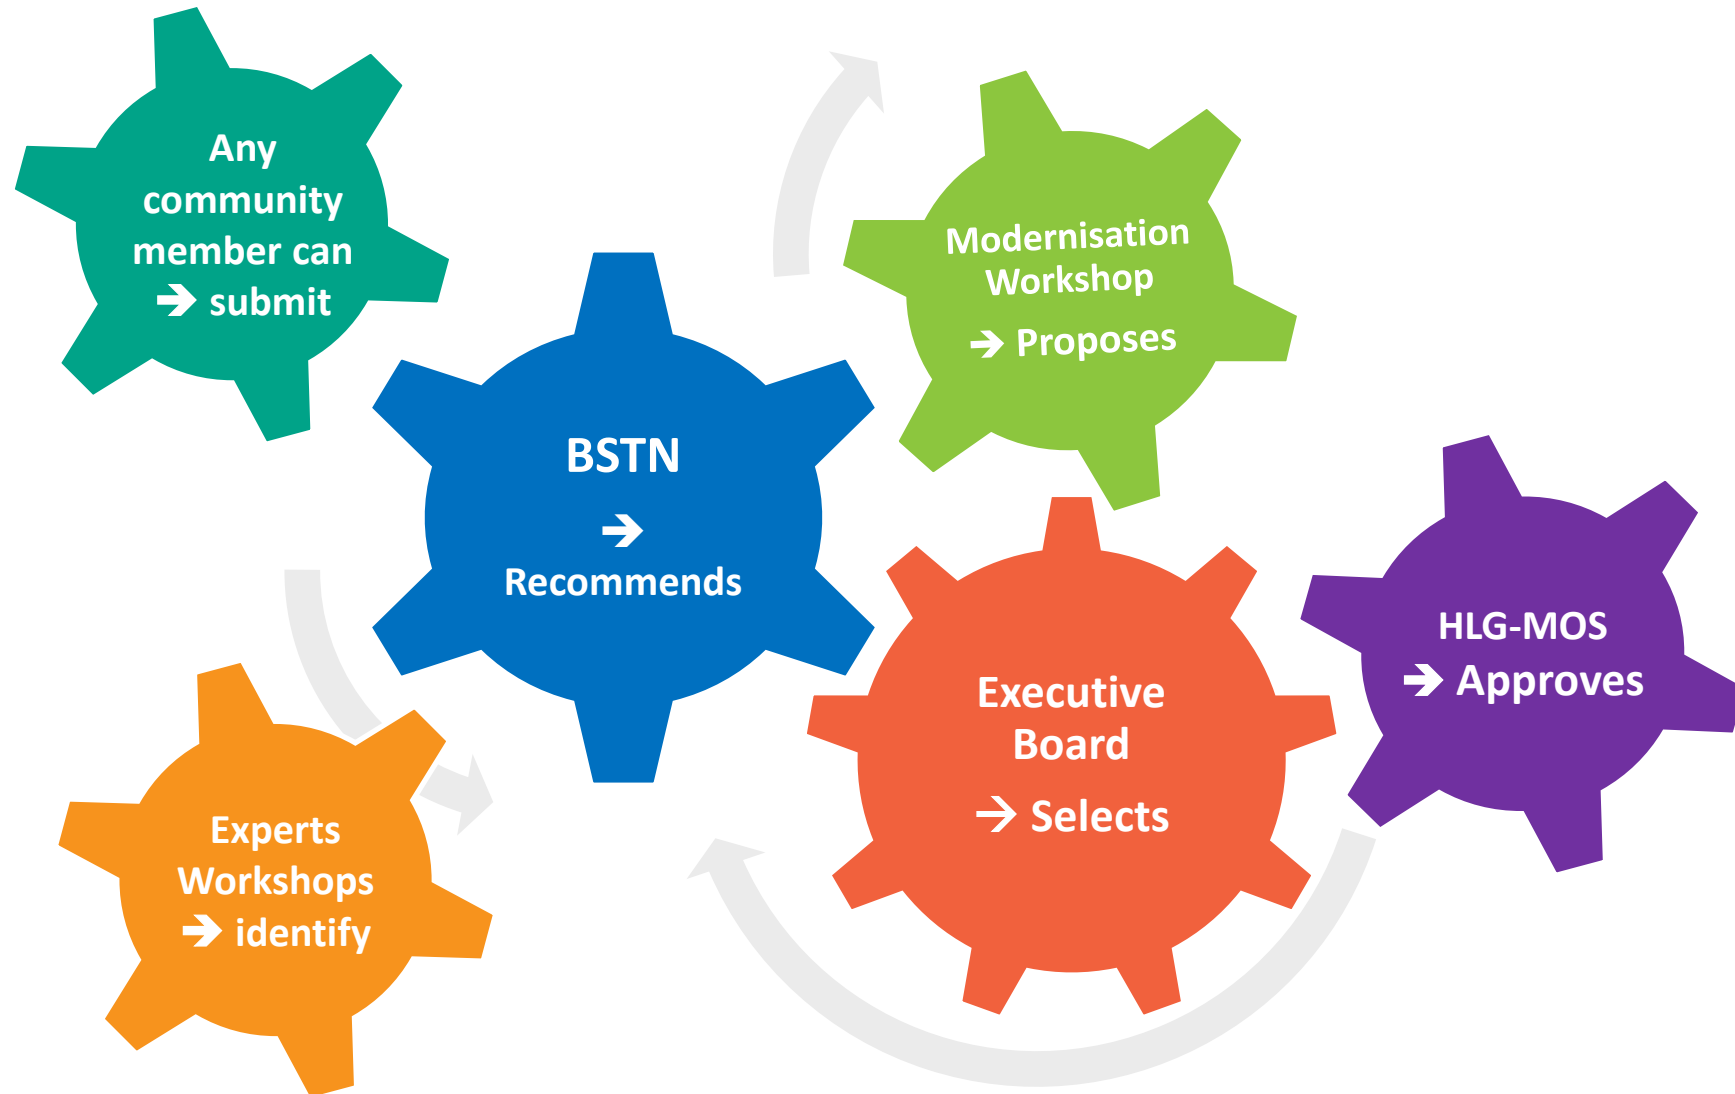 Any
community
member can
➔ submit
BSTN
➔
Recommends
Experts
Workshops
➔ identify
Modernisation
Workshop
➔ Proposes
Executive
Board
➔ Selects
HLG-MOS
➔ Approves